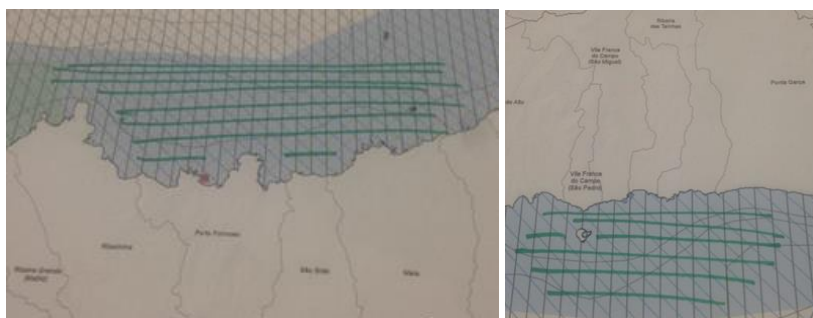 Ribeirinha
Porto Formoso
Ribeira Grande
(Matriz)
São Brás
Maia
Ribeira
das Tainhas
Vila Franca
do Campo
(São Miguel)
Ponta Garça
Vila Franca
do Campo
(São Pedro)